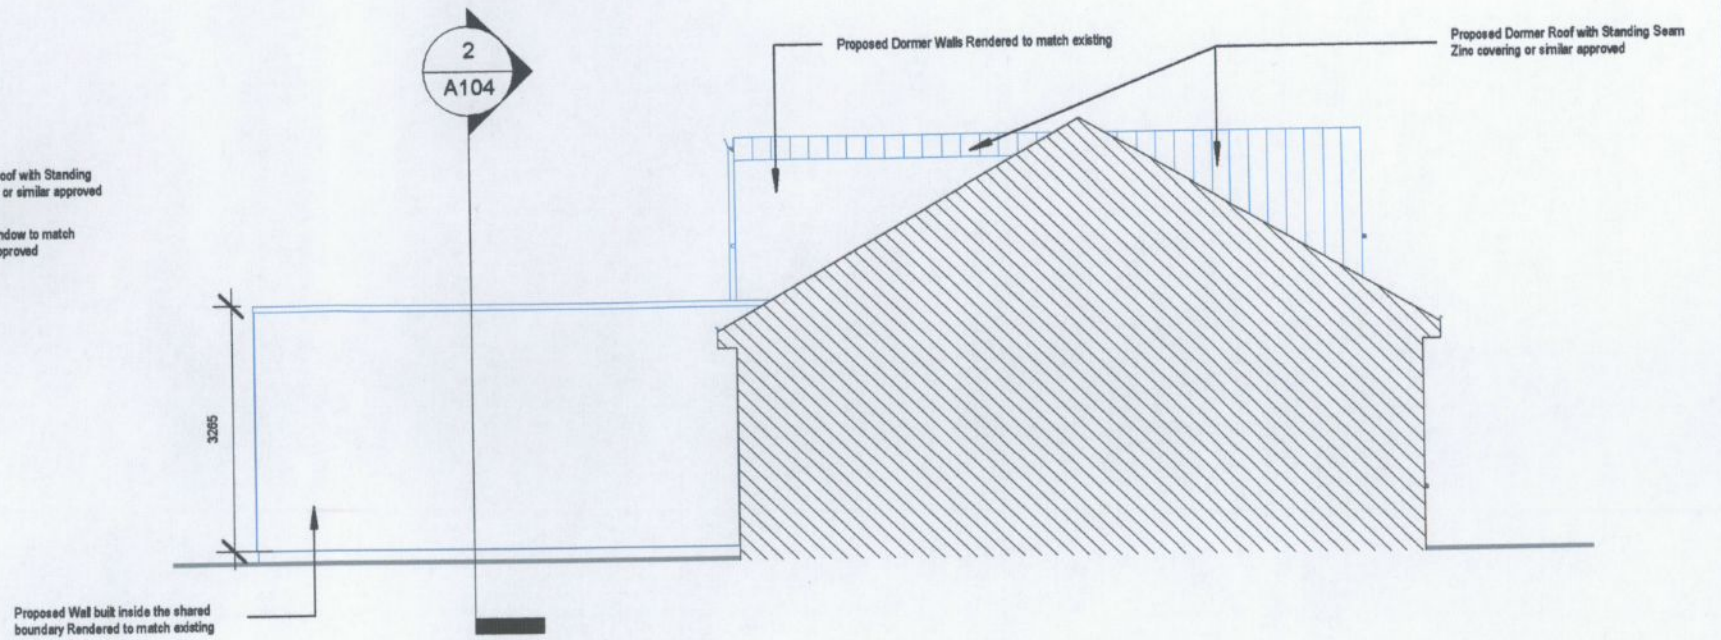 2
A104
Proposed Dormer Walls Rendered to match existing
Proposed Dormer Roof with Standing Seam
Zinc covering or similar approved
oof with Standing
or similar approved
ndow to match
pproved
3265
Proposed Wall built inside the shared
boundary Rendered to match existing